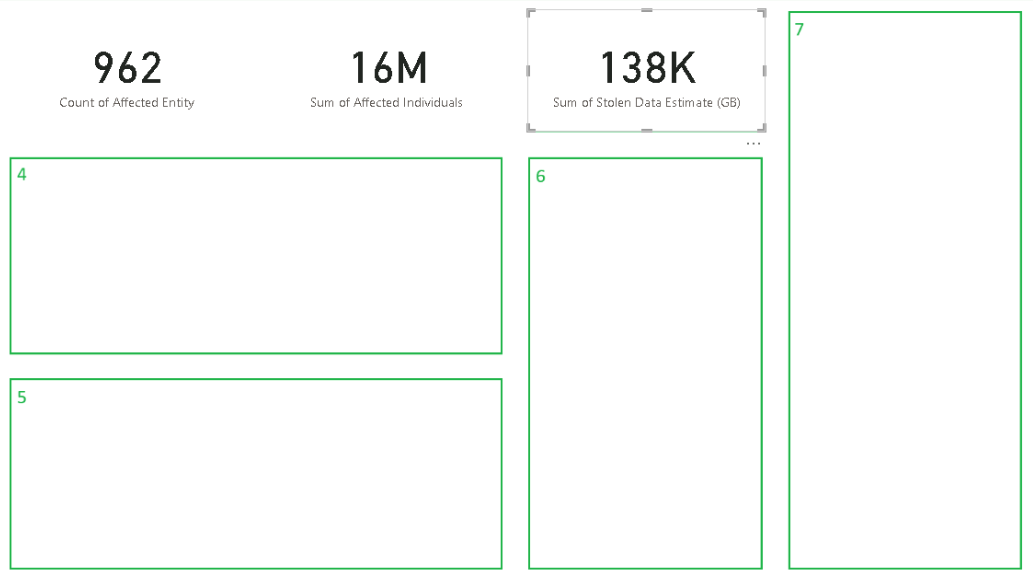 962
Count of Affected Entity
16M
Sum of Affected Individuals
138K
Sum of Stolen Data Estimate (GB)
...
4
5
6
7